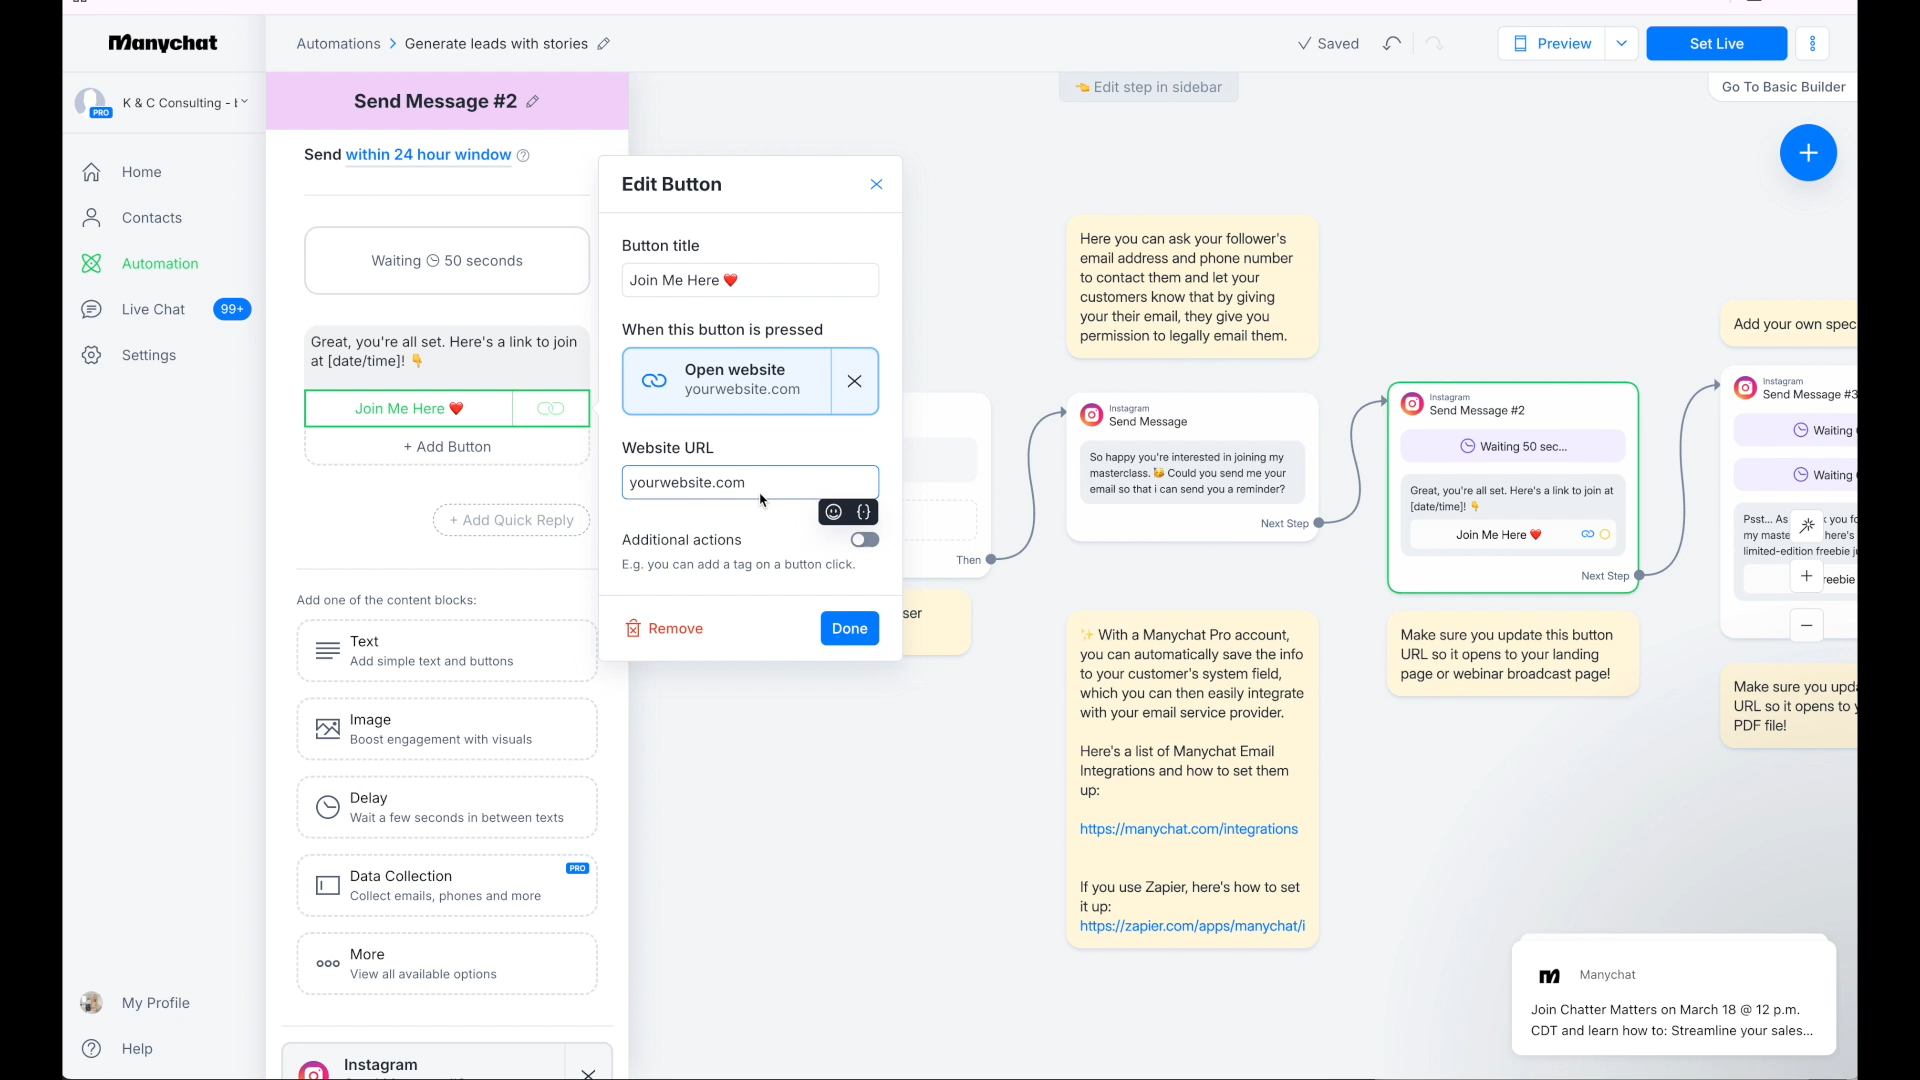 Manychat
Automations > Generate leads with stories
Saved
Preview
Set Live
PRO
K & C Consulting - t
Home
Contacts
Automation
Live Chat 99+
Settings
My Profile
Help
Send Message #2
Send within 24 hour window
Waiting 50 seconds
Great, you're all set. Here's a link to join
at [date/time]! 👇
Join Me Here ❤️
+ Add Button
+ Add Quick Reply
Add one of the content blocks:
Text
Add simple text and buttons
Image
Boost engagement with visuals
Delay
Wait a few seconds in between texts
PRO
Data Collection
Collect emails, phones and more
More
View all available options
Instagram
Edit Button
Button title
Join Me Here ❤️
When this button is pressed
Open website
yourwebsite.com
Website URL
yourwebsite.com
Additional actions
E.g. you can add a tag on a button click.
Remove
Done
👈 Edit step in sidebar
Go To Basic Builder
Then
ser
Here you can ask your follower's
email address and phone number
to contact them and let your
customers know that by giving
your their email, they give you
permission to legally email them.
Instagram
Send Message
So happy you're interested in joining my
masterclass. 🥳 Could you send me your
email so that i can send you a reminder?
Next Step
✨ With a Manychat Pro account,
you can automatically save the info
to your customer's system field,
which you can then easily integrate
with your email service provider.
Here's a list of Manychat Email
Integrations and how to set them
up:
https://manychat.com/integrations
If you use Zapier, here's how to set
it up:
https://zapier.com/apps/manychat/i
Instagram
Send Message #2
Waiting 50 sec...
Great, you're all set. Here's a link to join at
[date/time]! 👇
Join Me Here ❤️
Next Step
Make sure you update this button
URL so it opens to your landing
page or webinar broadcast page!
Add your own spec
Instagram
Send Message #3
Waiting
Waiting
Psst... As k you fo
my maste here's
limited-edition freebie ju
reebie
Make sure you upda
URL so it opens to y
PDF file!
Manychat
Join Chatter Matters on March 18 @ 12 p.m.
CDT and learn how to: Streamline your sales...